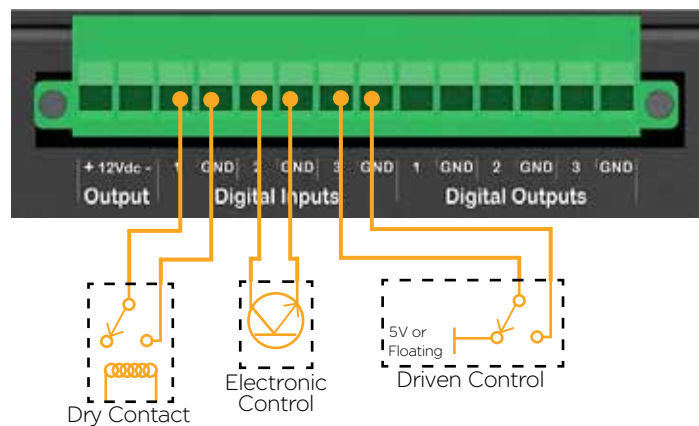 + 12Vdc - 1 GND 2 GND 3 GND 1 GND 2 GND 3 GND
Output Digital Inputs Digital Outputs
5V or
Floating
Dry Contact
Electronic
Control
Driven Control